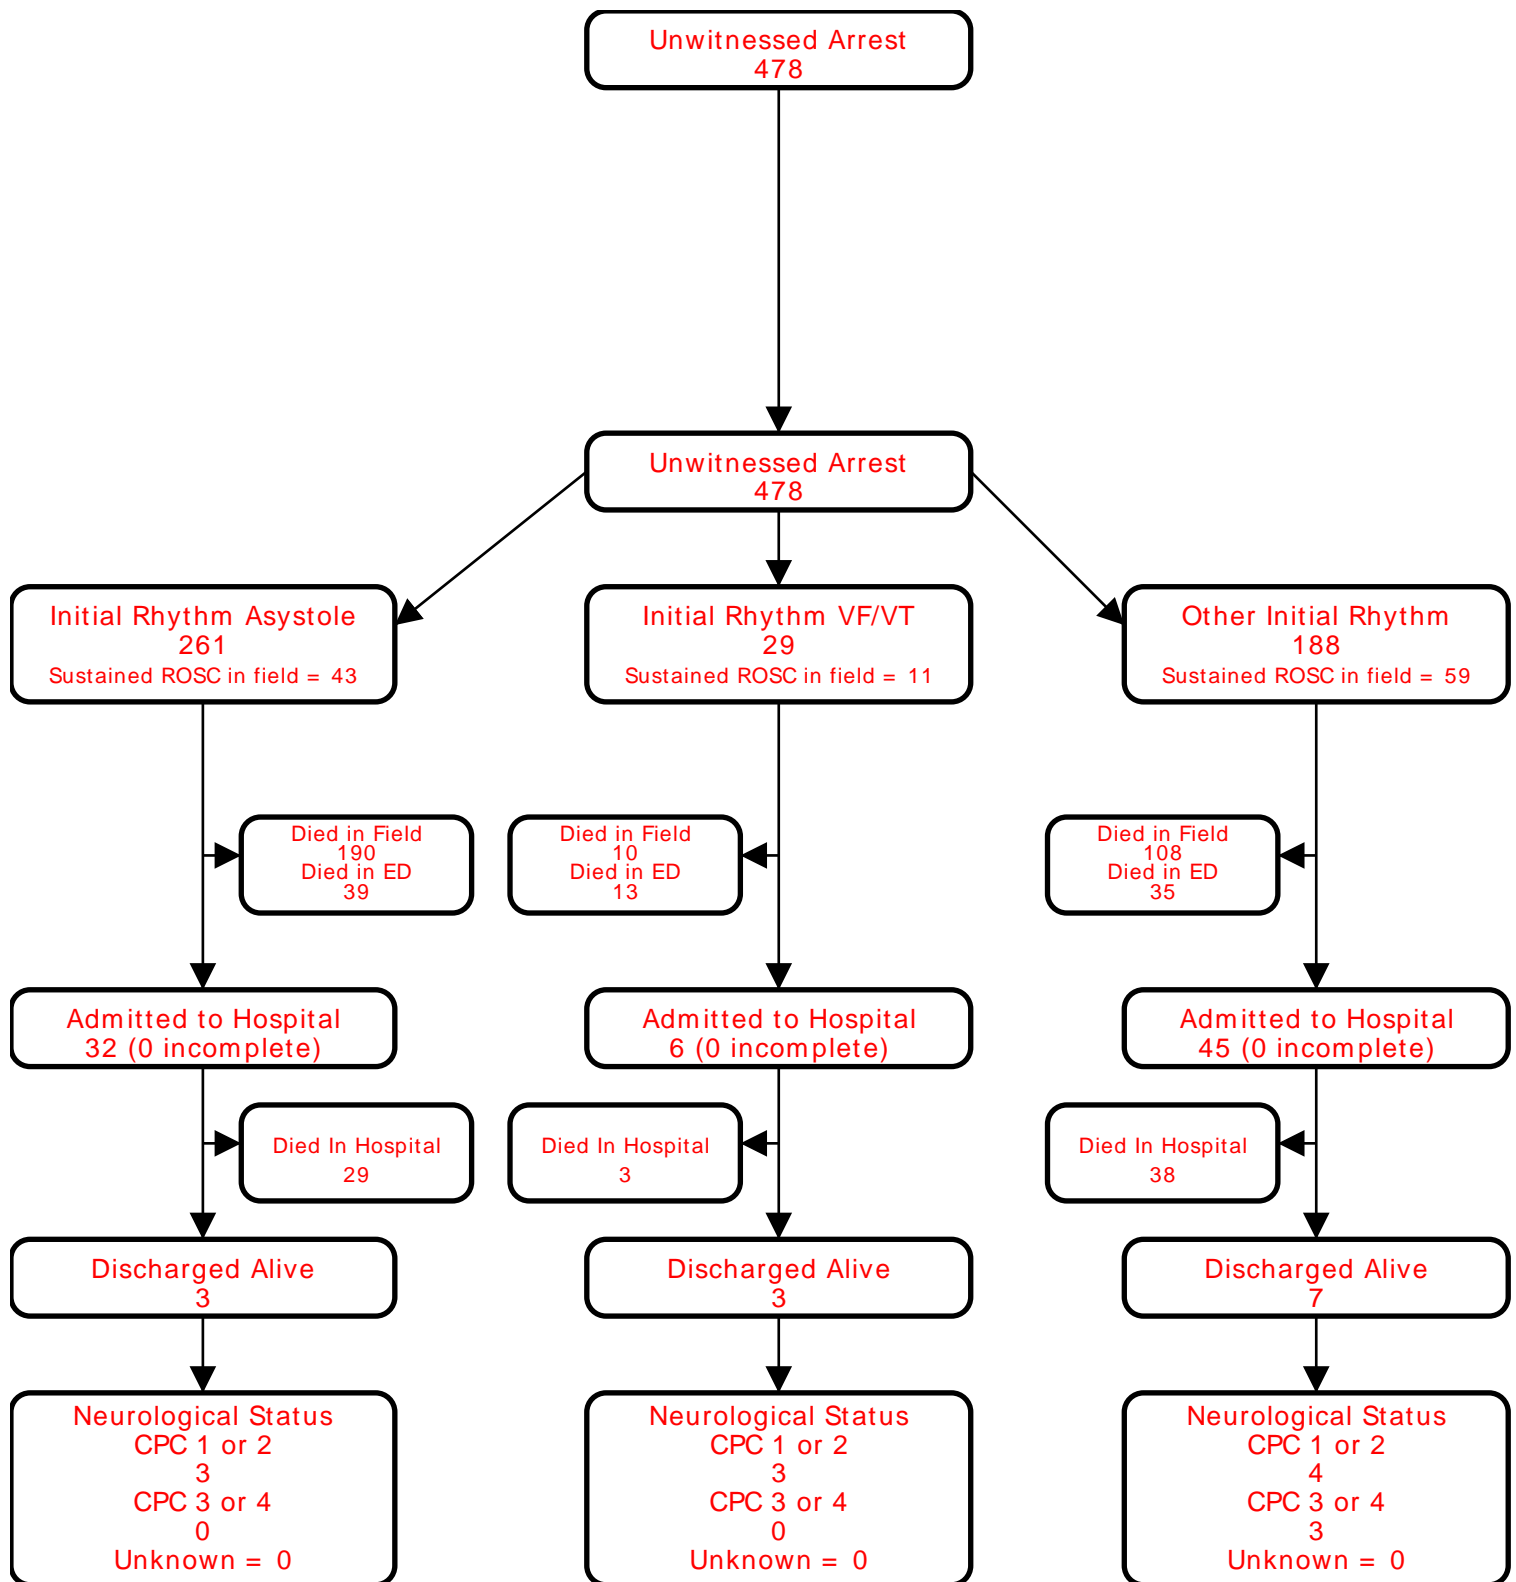 Unwitnessed Arrest
478
Unwitnessed Arrest
478
Initial Rhythm Asystole
261
Sustained ROSC in field = 43
Initial Rhythm VF/VT
29
Sustained ROSC in field = 11
Other Initial Rhythm
188
Sustained ROSC in field = 59
Died in Field
190
Died in ED
39
Died in Field
10
Died in ED
13
Died in Field
108
Died in ED
35
Admitted to Hospital
32 (0 incomplete)
Admitted to Hospital
6 (0 incomplete)
Admitted to Hospital
45 (0 incomplete)
Died In Hospital
29
Died In Hospital
3
Died In Hospital
38
Discharged Alive
3
Discharged Alive
3
Discharged Alive
7
Neurological Status
CPC 1 or 2
3
CPC 3 or 4
0
Unknown = 0
Neurological Status
CPC 1 or 2
3
CPC 3 or 4
0
Unknown = 0
Neurological Status
CPC 1 or 2
4
CPC 3 or 4
3
Unknown = 0